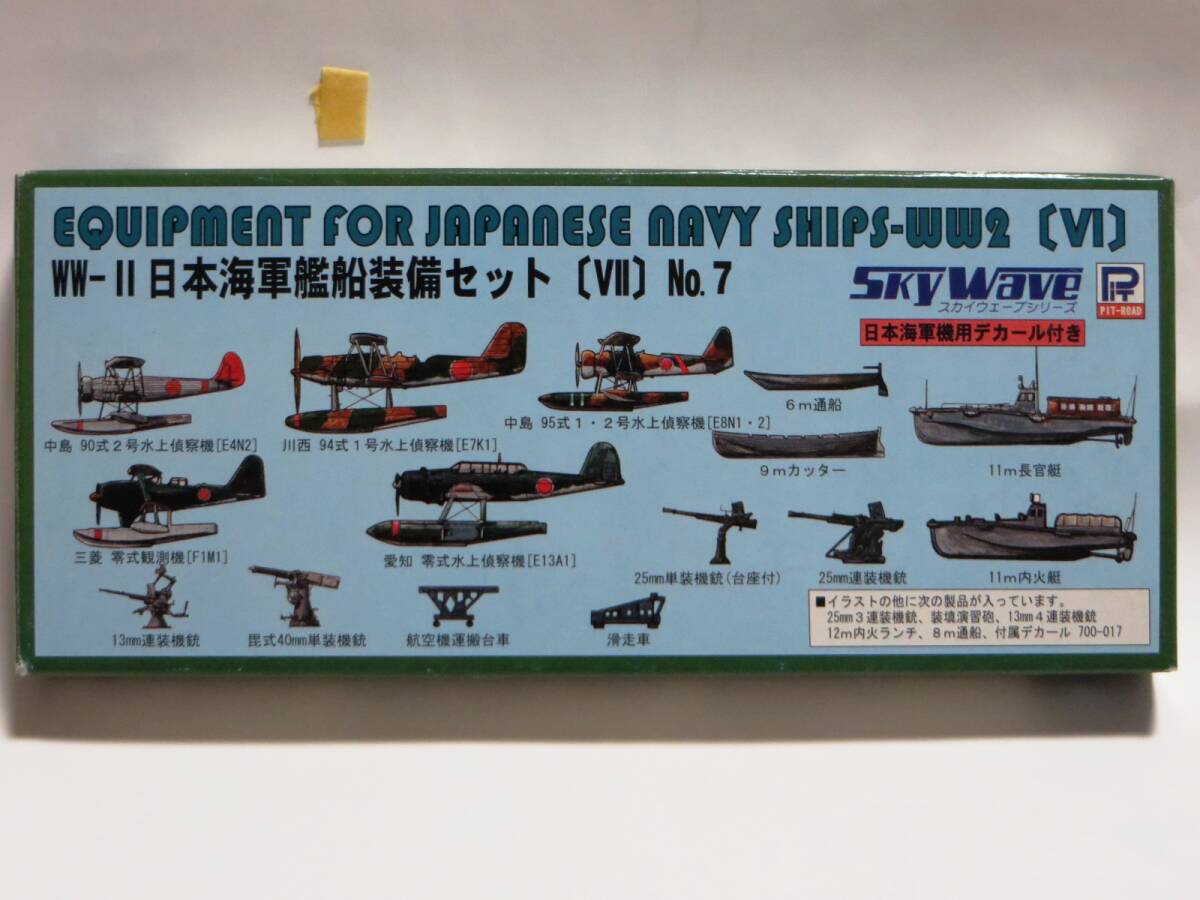 EQUIPMENT FOR JAPANESE NAVY SHIPS-WW2〔VI〕
WW-II 日本海軍艦船装備セット〔VII〕No.7
Sky Wave
スカイウェーブシリーズ
PIT
PIT-ROAD
日本海軍機用デカール付き
中島 90式2号水上偵察機[E4N2]
川西 94式1号水上偵察機[E7K1]
中島 95式1・2号水上偵察機[E8N1・2]
6m通船
9mカッター
11m長官艇
三菱 零式観測機[F1M1]
愛知 零式水上偵察機[E13A1]
25mm単装機銃(台座付)
25mm連装機銃
11m内火艇
13mm連装機銃
毘式40mm単装機銃
航空機運搬台車
滑走車
■イラストの他に次の製品が入っています。
25mm3連装機銃、装填演習砲、13mm4連装機銃
12m内火ランチ、8m通船、付属デカール 700-017